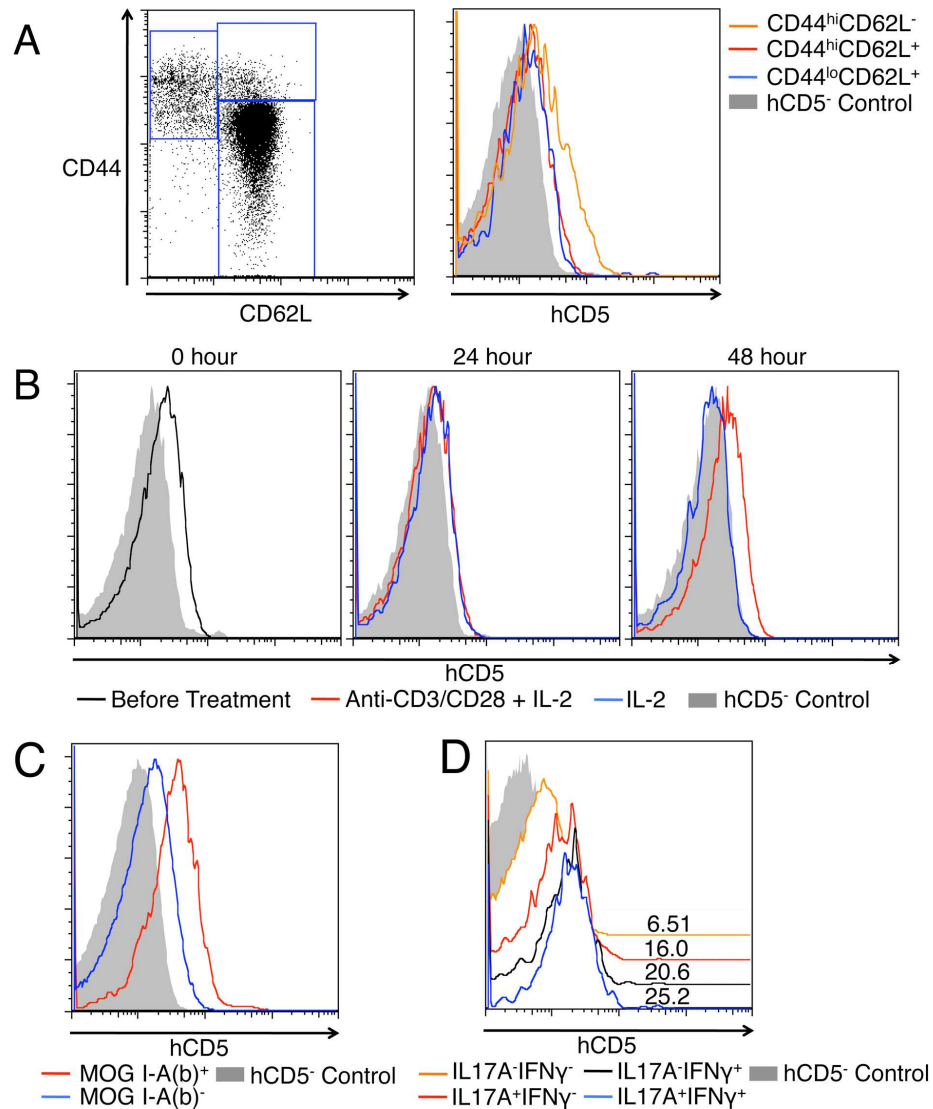 A
CD44
CD62L
hCD5
CD44hiCD62L-
CD44hiCD62L+
CD44loCD62L+
hCD5- Control
B
0 hour
24 hour
48 hour
hCD5
Before Treatment
Anti-CD3/CD28 + IL-2
IL-2
hCD5- Control
C
hCD5
MOG I-A(b)+
hCD5- Control
MOG I-A(b)-
D
6.51
16.0
20.6
25.2
hCD5
IL17A-IFNγ-
IL17A-IFNγ+
hCD5- Control
IL17A+IFNγ-
IL17A+IFNγ+